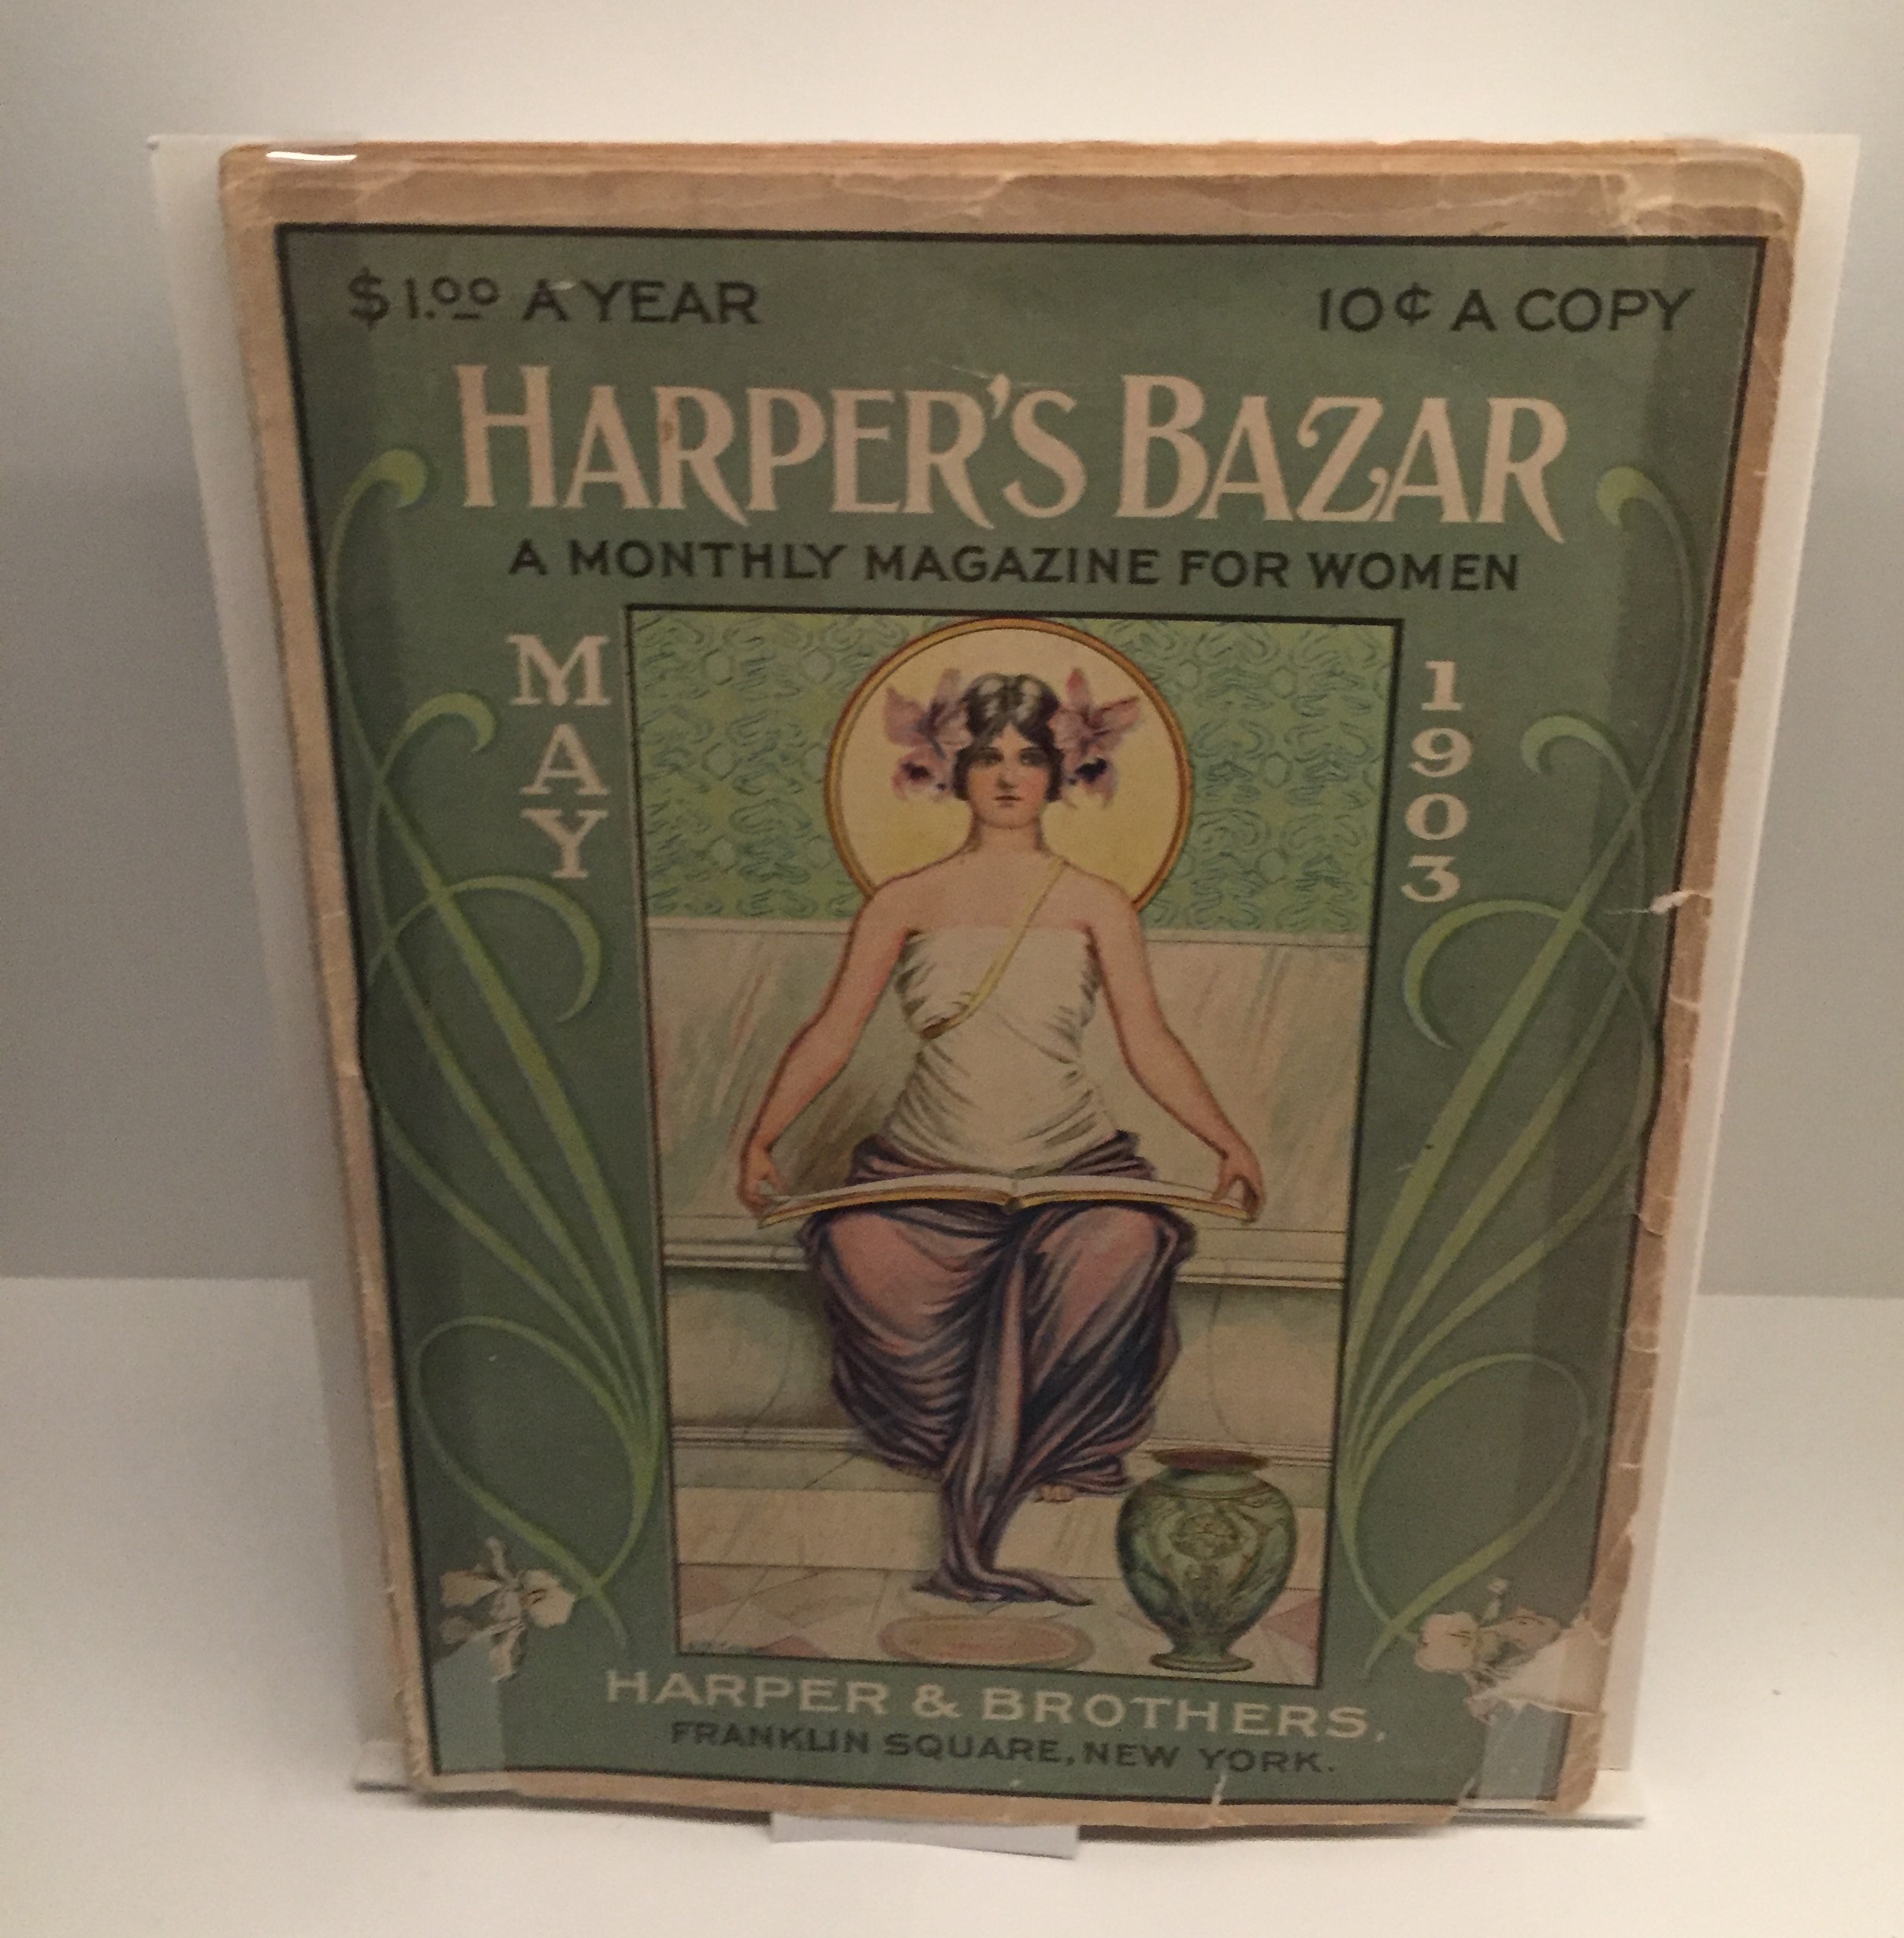 $1.00 A YEAR
10¢ A COPY
HARPER'S BAZAR
A MONTHLY MAGAZINE FOR WOMEN
MAY
1903
HARPER & BROTHERS,
FRANKLIN SQUARE, NEW YORK.